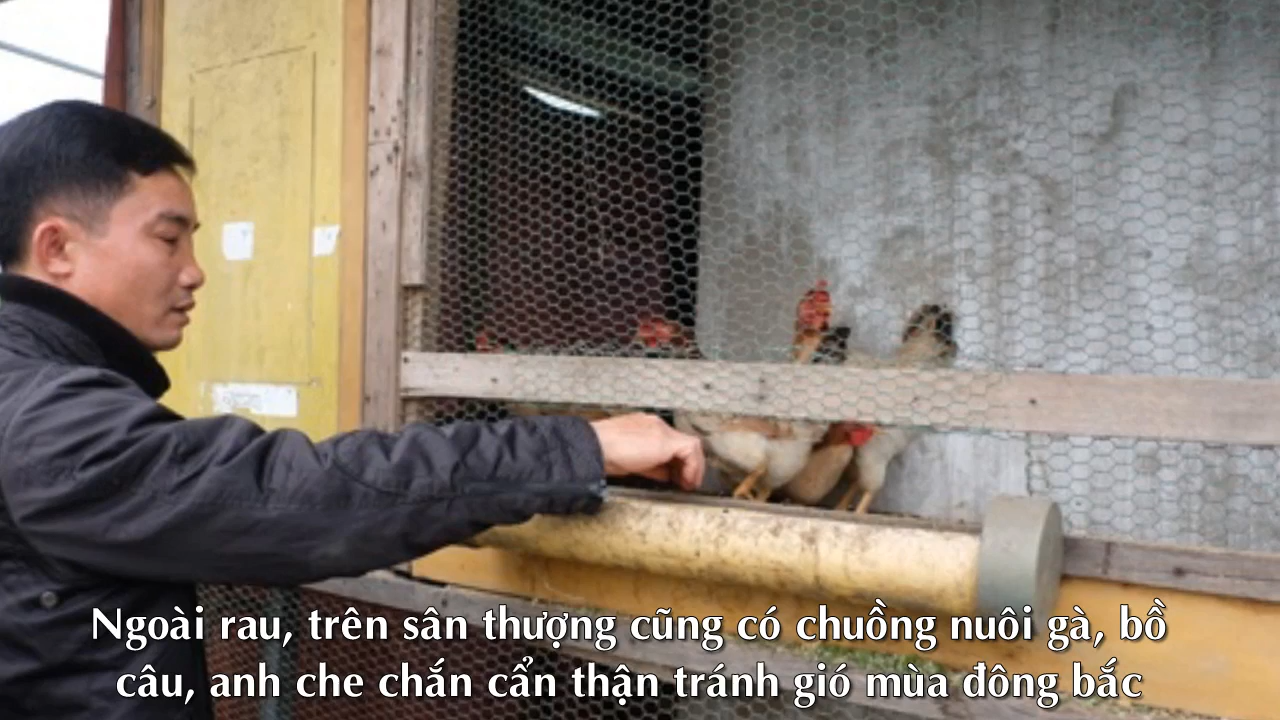 Ngoài rau, trên sân thượng cũng có chuồng nuôi gà, bồ
câu, anh che chắn cẩn thận tránh gió mùa đông bắc